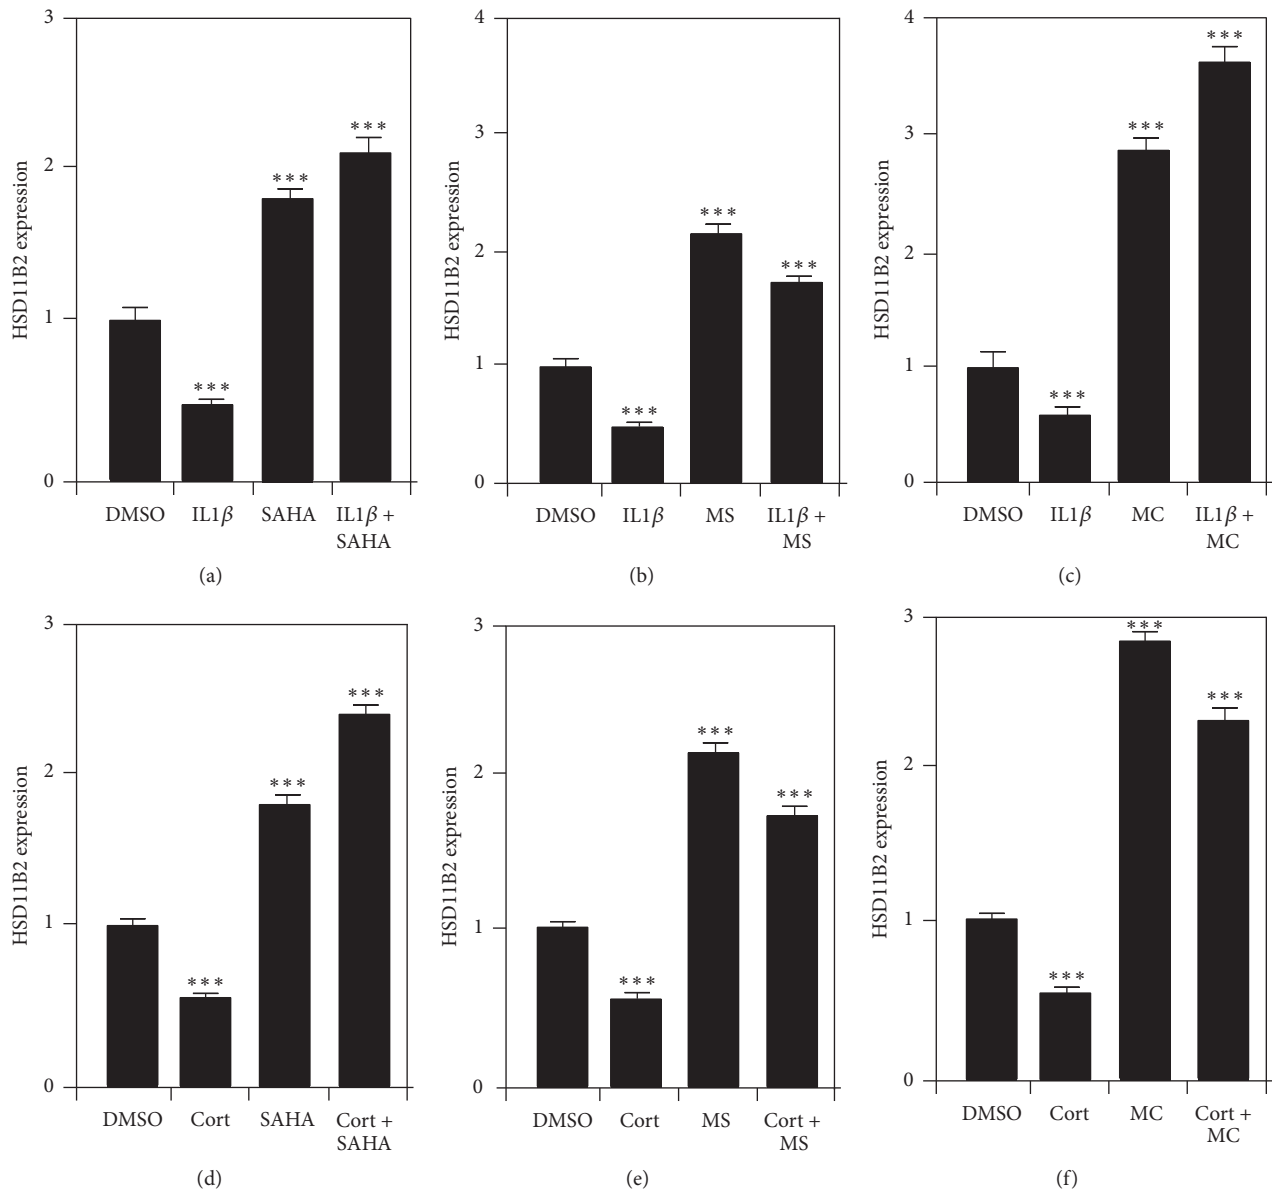 3
2
1
0
HSD11B2 expression
***
***
***
DMSO
IL1β
SAHA
IL1β +
SAHA
(a)
4
3
2
1
0
HSD11B2 expression
***
***
***
DMSO
IL1β
MS
IL1β +
MS
(b)
4
3
2
1
0
HSD11B2 expression
***
***
***
DMSO
IL1β
MC
IL1β +
MC
(c)
3
2
1
0
HSD11B2 expression
***
***
***
DMSO
Cort
SAHA
Cort +
SAHA
(d)
3
2
1
0
HSD11B2 expression
***
***
***
DMSO
Cort
MS
Cort +
MS
(e)
3
2
1
0
HSD11B2 expression
***
***
***
DMSO
Cort
MC
Cort +
MC
(f)